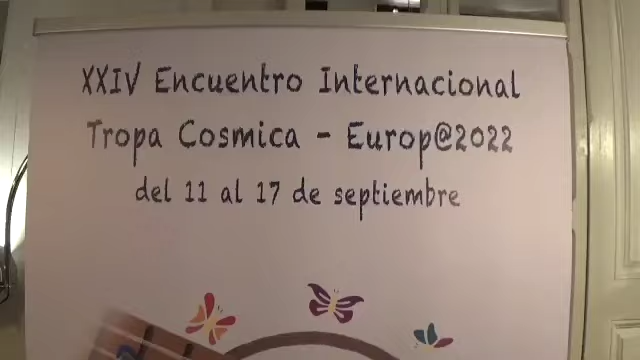 XXIV Encuentro Internacional
Tropa Cosmica - Europ@2022
del 11 al 17 de septiembre